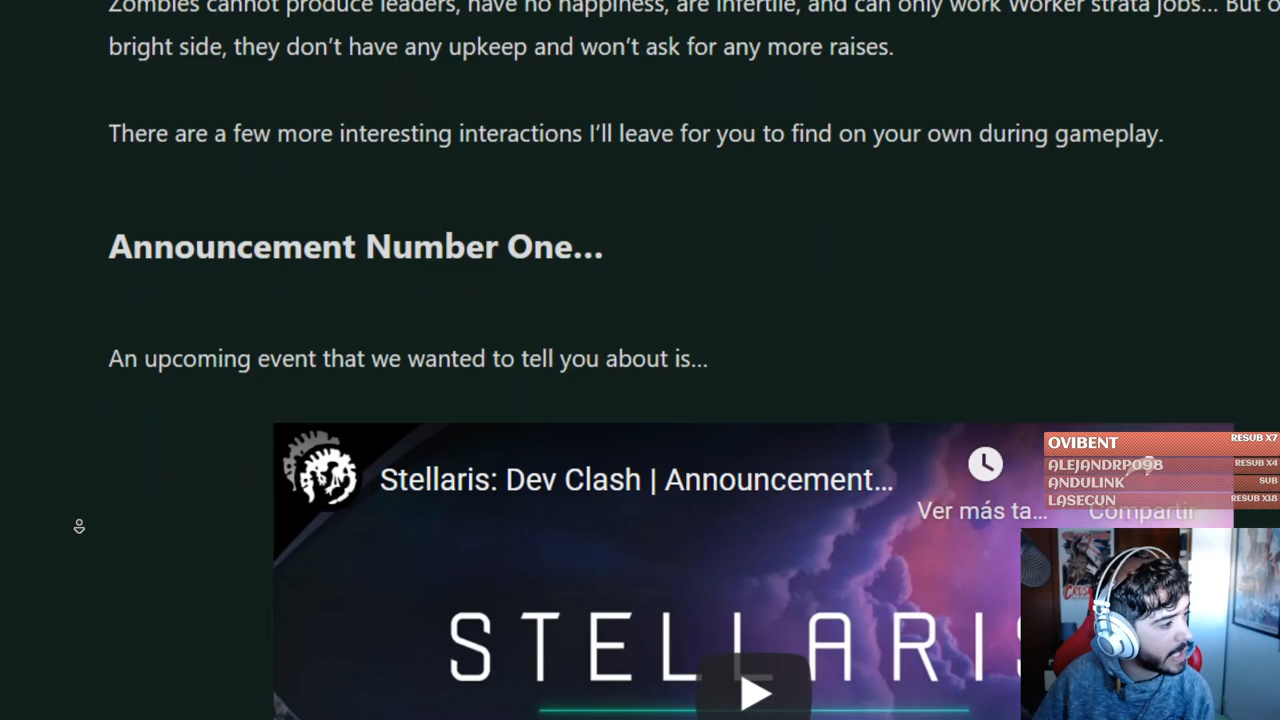 Zombies cannot produce leaders, have no happiness, are infertile, and can only work Worker strata jobs... But o
bright side, they don’t have any upkeep and won’t ask for any more raises.
There are a few more interesting interactions I’ll leave for you to find on your own during gameplay.
Announcement Number One...
An upcoming event that we wanted to tell you about is...
Stellaris: Dev Clash | Announcement...
Ver más ta...
Compartir
STELLARIS
OVIBENT RESUB X7
ALEJANDRP098 RESUB X4
ANDULINK SUB
LASECUN RESUB X18